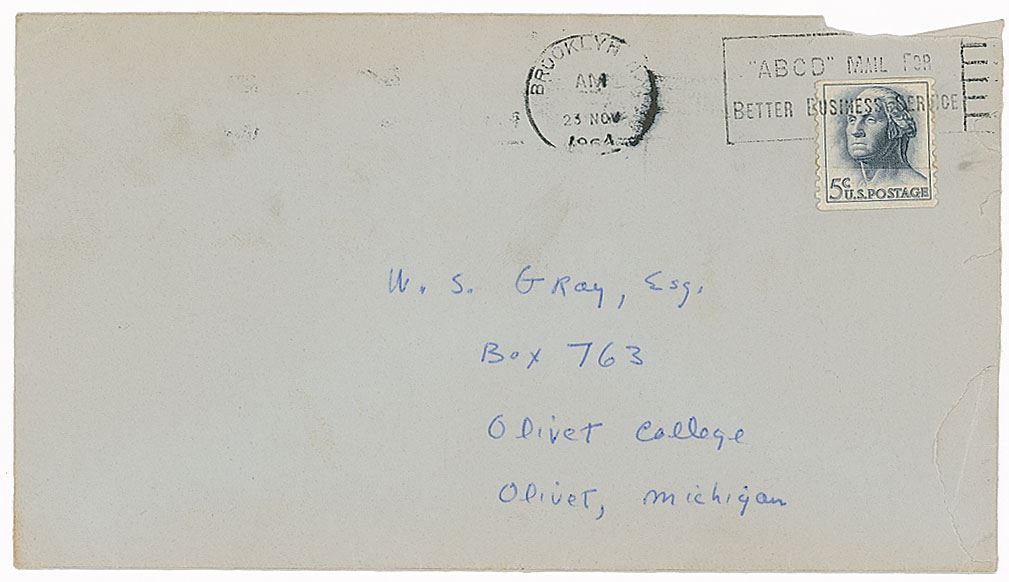 BROOKLYN
AM
23 NOV
1964
"ABCD" MAIL FOR
BETTER BUSINESS SERVICE
5¢
U.S.POSTAGE
W. S. Gray, Esq.
Box 763
Olivet College
Olivet, Michigan